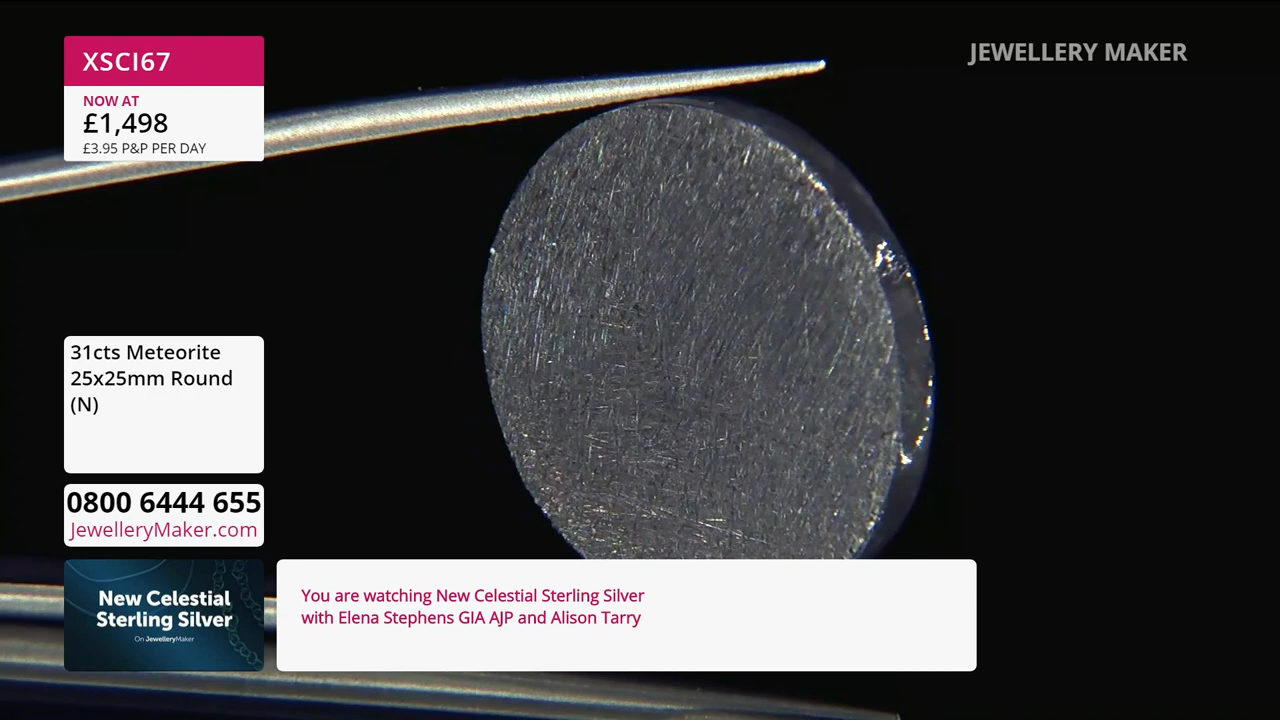 XSCI67
JEWELLERY MAKER
NOW AT
£1,498
£3.95 P&P PER DAY
31cts Meteorite
25x25mm Round
(N)
0800 6444 655
JewelleryMaker.com
New Celestial
Sterling Silver
On JewelleryMaker
You are watching New Celestial Sterling Silver
with Elena Stephens GIA AJP and Alison Tarry